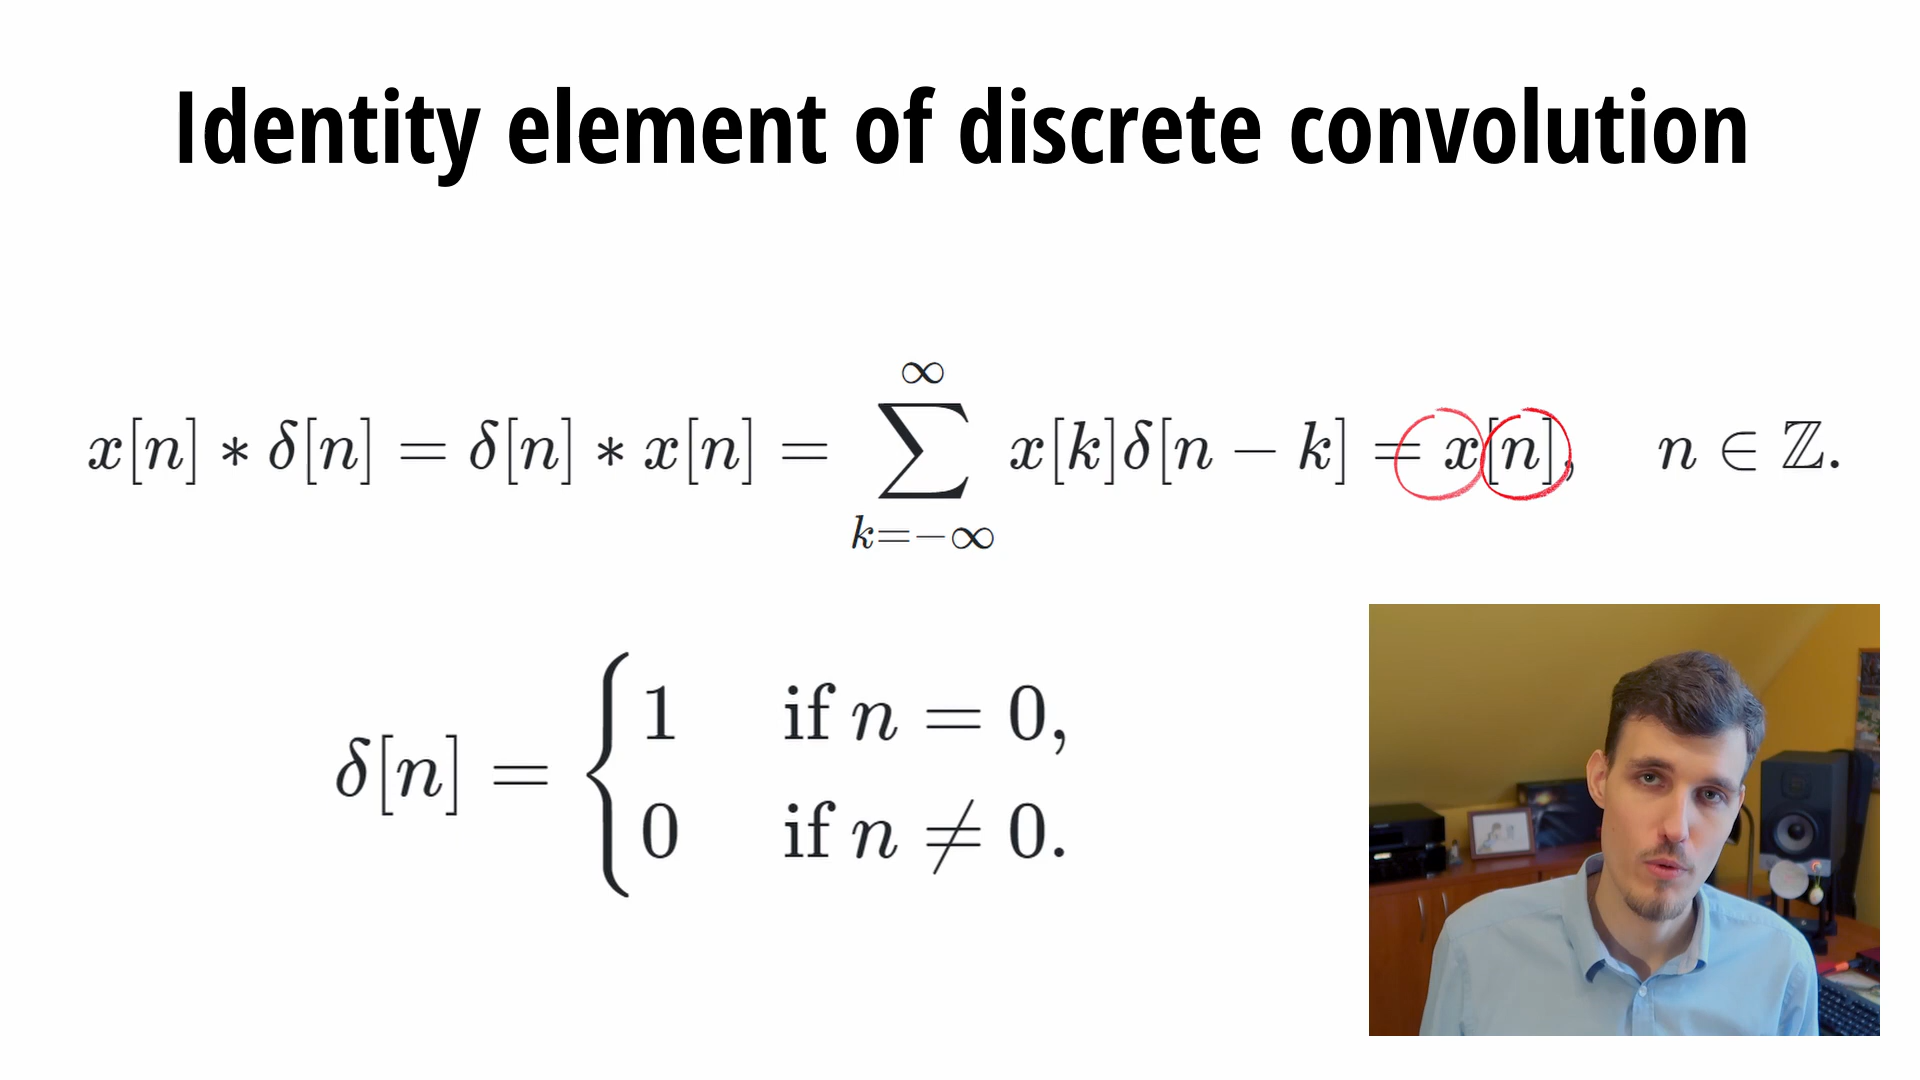 Identity element of discrete convolution
x[n] ∗ δ[n] = δ[n] ∗ x[n] = ∑_{k=−∞}^{∞} x[k]δ[n − k] = x[n], n ∈ ℤ.
δ[n] = { 1 if n = 0,
0 if n ≠ 0.